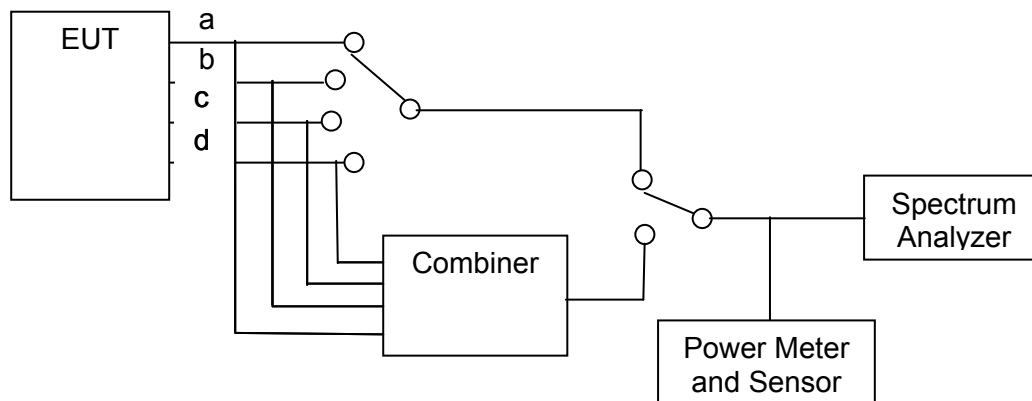 EUT
a
b
c
d
Combiner
Spectrum
Analyzer
Power Meter
and Sensor